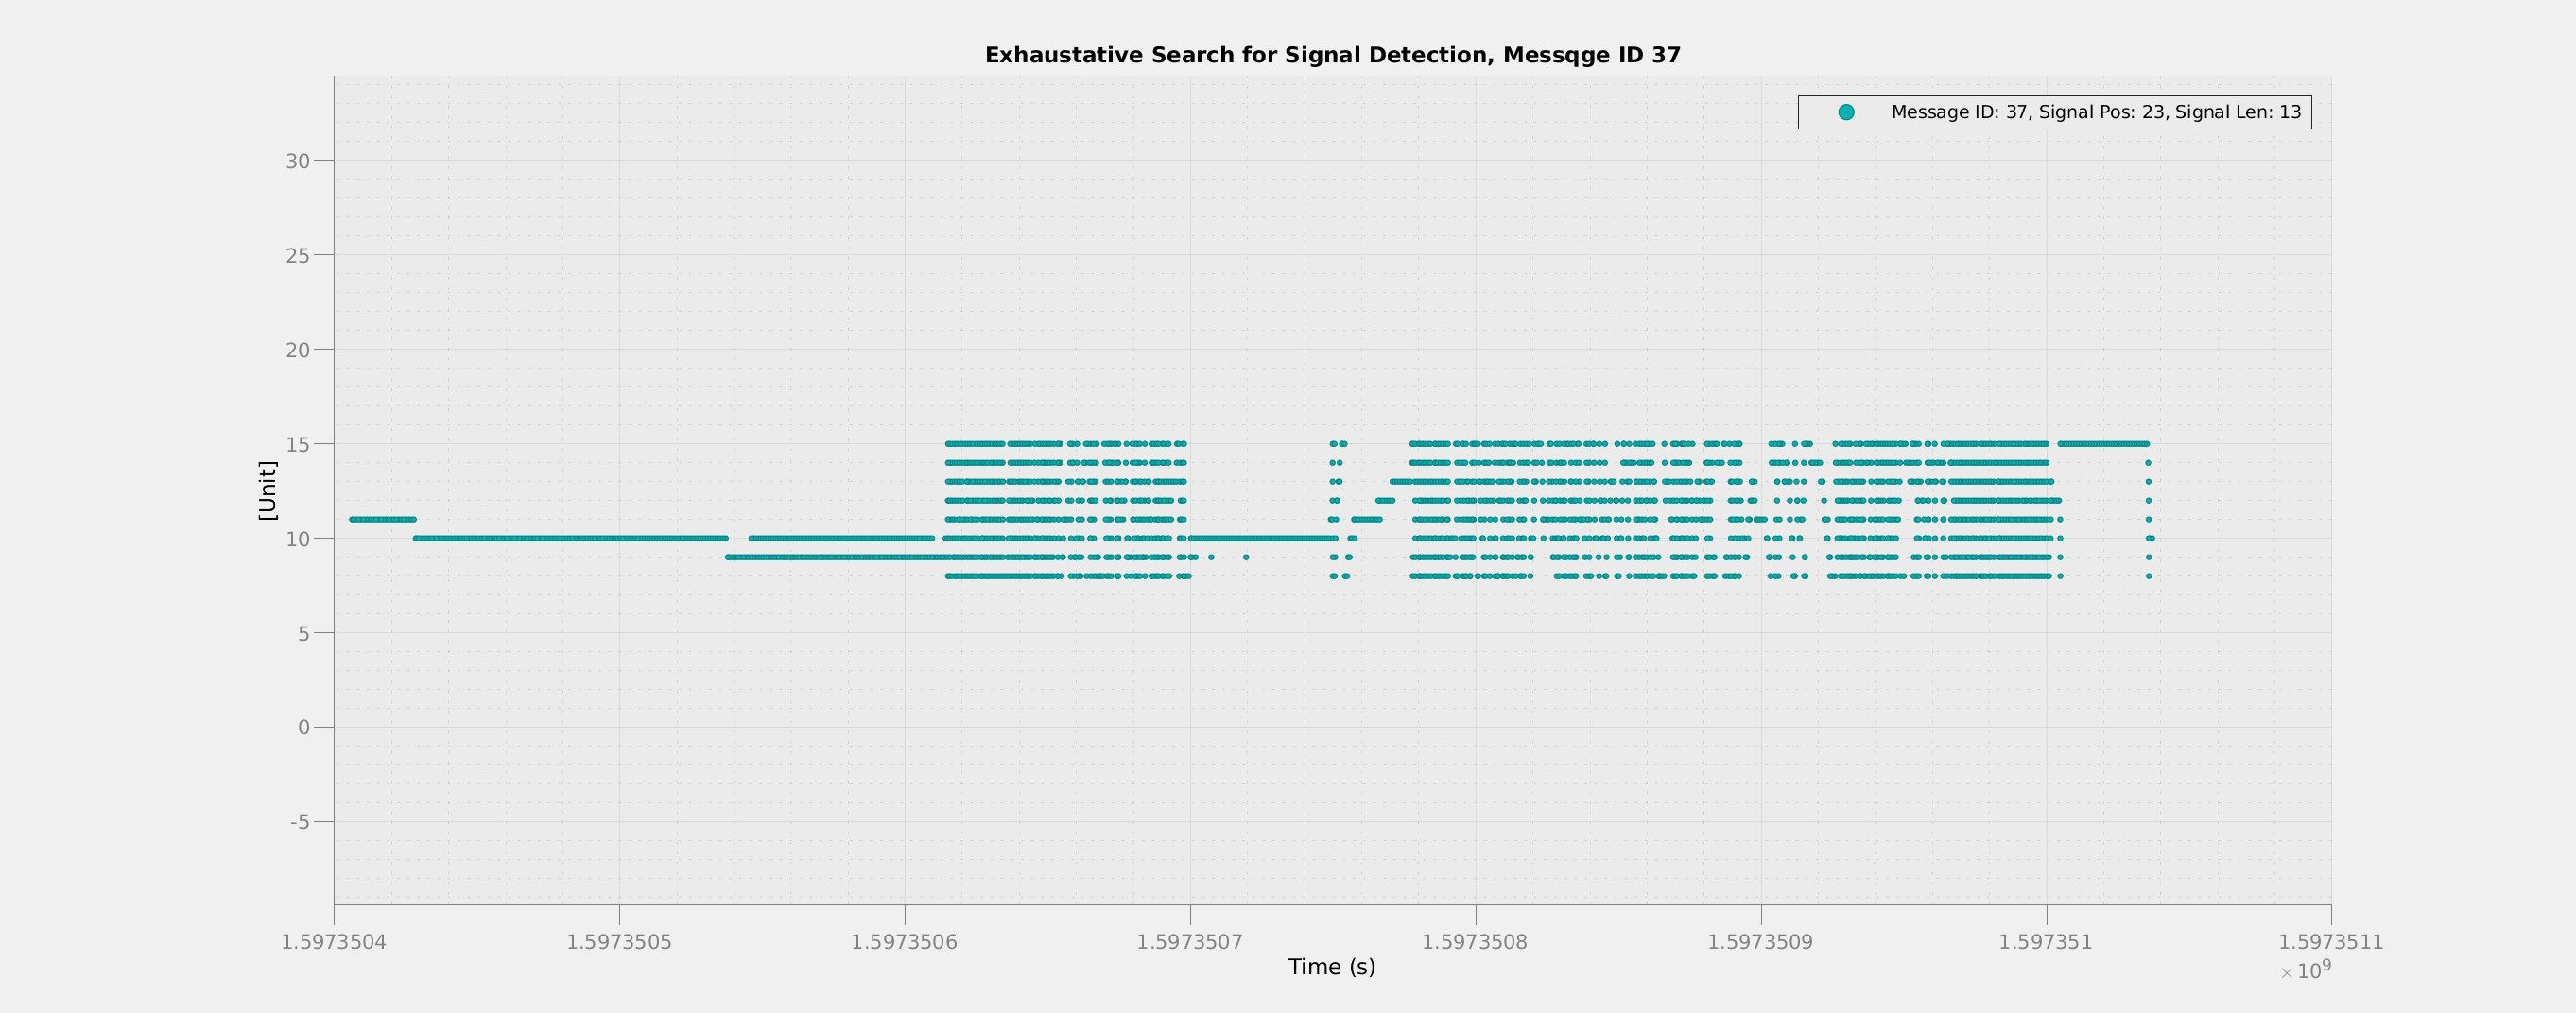 Exhaustative Search for Signal Detection, Messqge ID 37
Message ID: 37, Signal Pos: 23, Signal Len: 13
30
25
20
15
10
5
0
-5
[Unit]
1.5973504 1.5973505 1.5973506 1.5973507 1.5973508 1.5973509 1.597351 1.5973511
Time (s)
× 10⁹